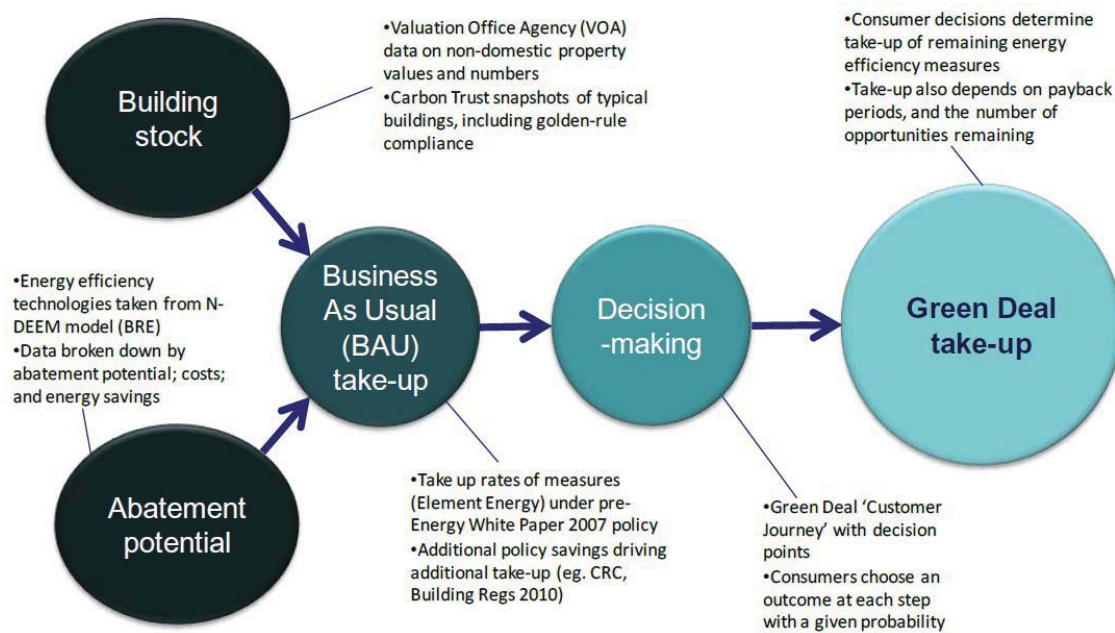 •Valuation Office Agency (VOA)
data on non-domestic property
values and numbers
•Carbon Trust snapshots of typical
buildings, including golden-rule
compliance
•Consumer decisions determine
take-up of remaining energy
efficiency measures
•Take-up also depends on payback
periods, and the number of
opportunities remaining
Building
stock
•Energy efficiency
technologies taken from N-
DEEM model (BRE)
•Data broken down by
abatement potential; costs;
and energy savings
Business
As Usual
(BAU)
take-up
Decision
-making
Green Deal
take-up
Abatement
potential
•Take up rates of measures
(Element Energy) under pre-
Energy White Paper 2007 policy
•Additional policy savings driving
additional take-up (eg. CRC,
Building Regs 2010)
•Green Deal ‘Customer
Journey’ with decision
points
•Consumers choose an
outcome at each step
with a given probability